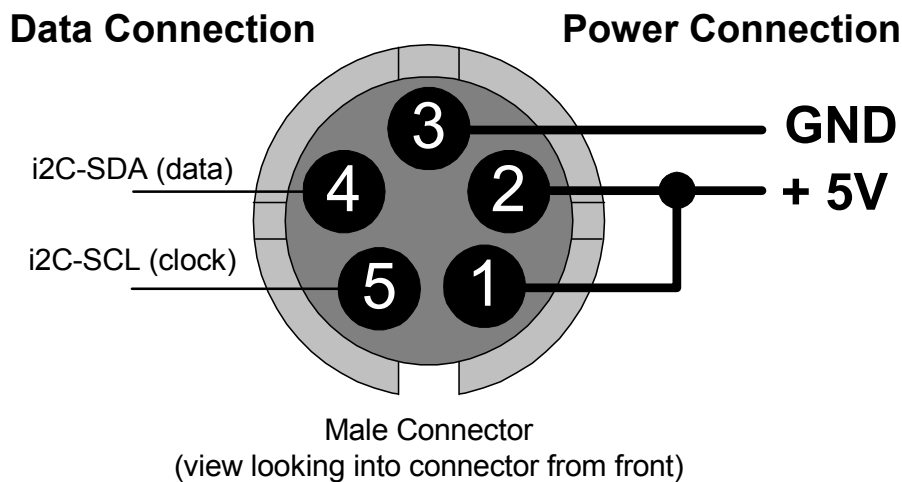 Data Connection
Power Connection
3
GND
i2C-SDA (data)
4
2
+ 5V
i2C-SCL (clock)
5
1
Male Connector
(view looking into connector from front)